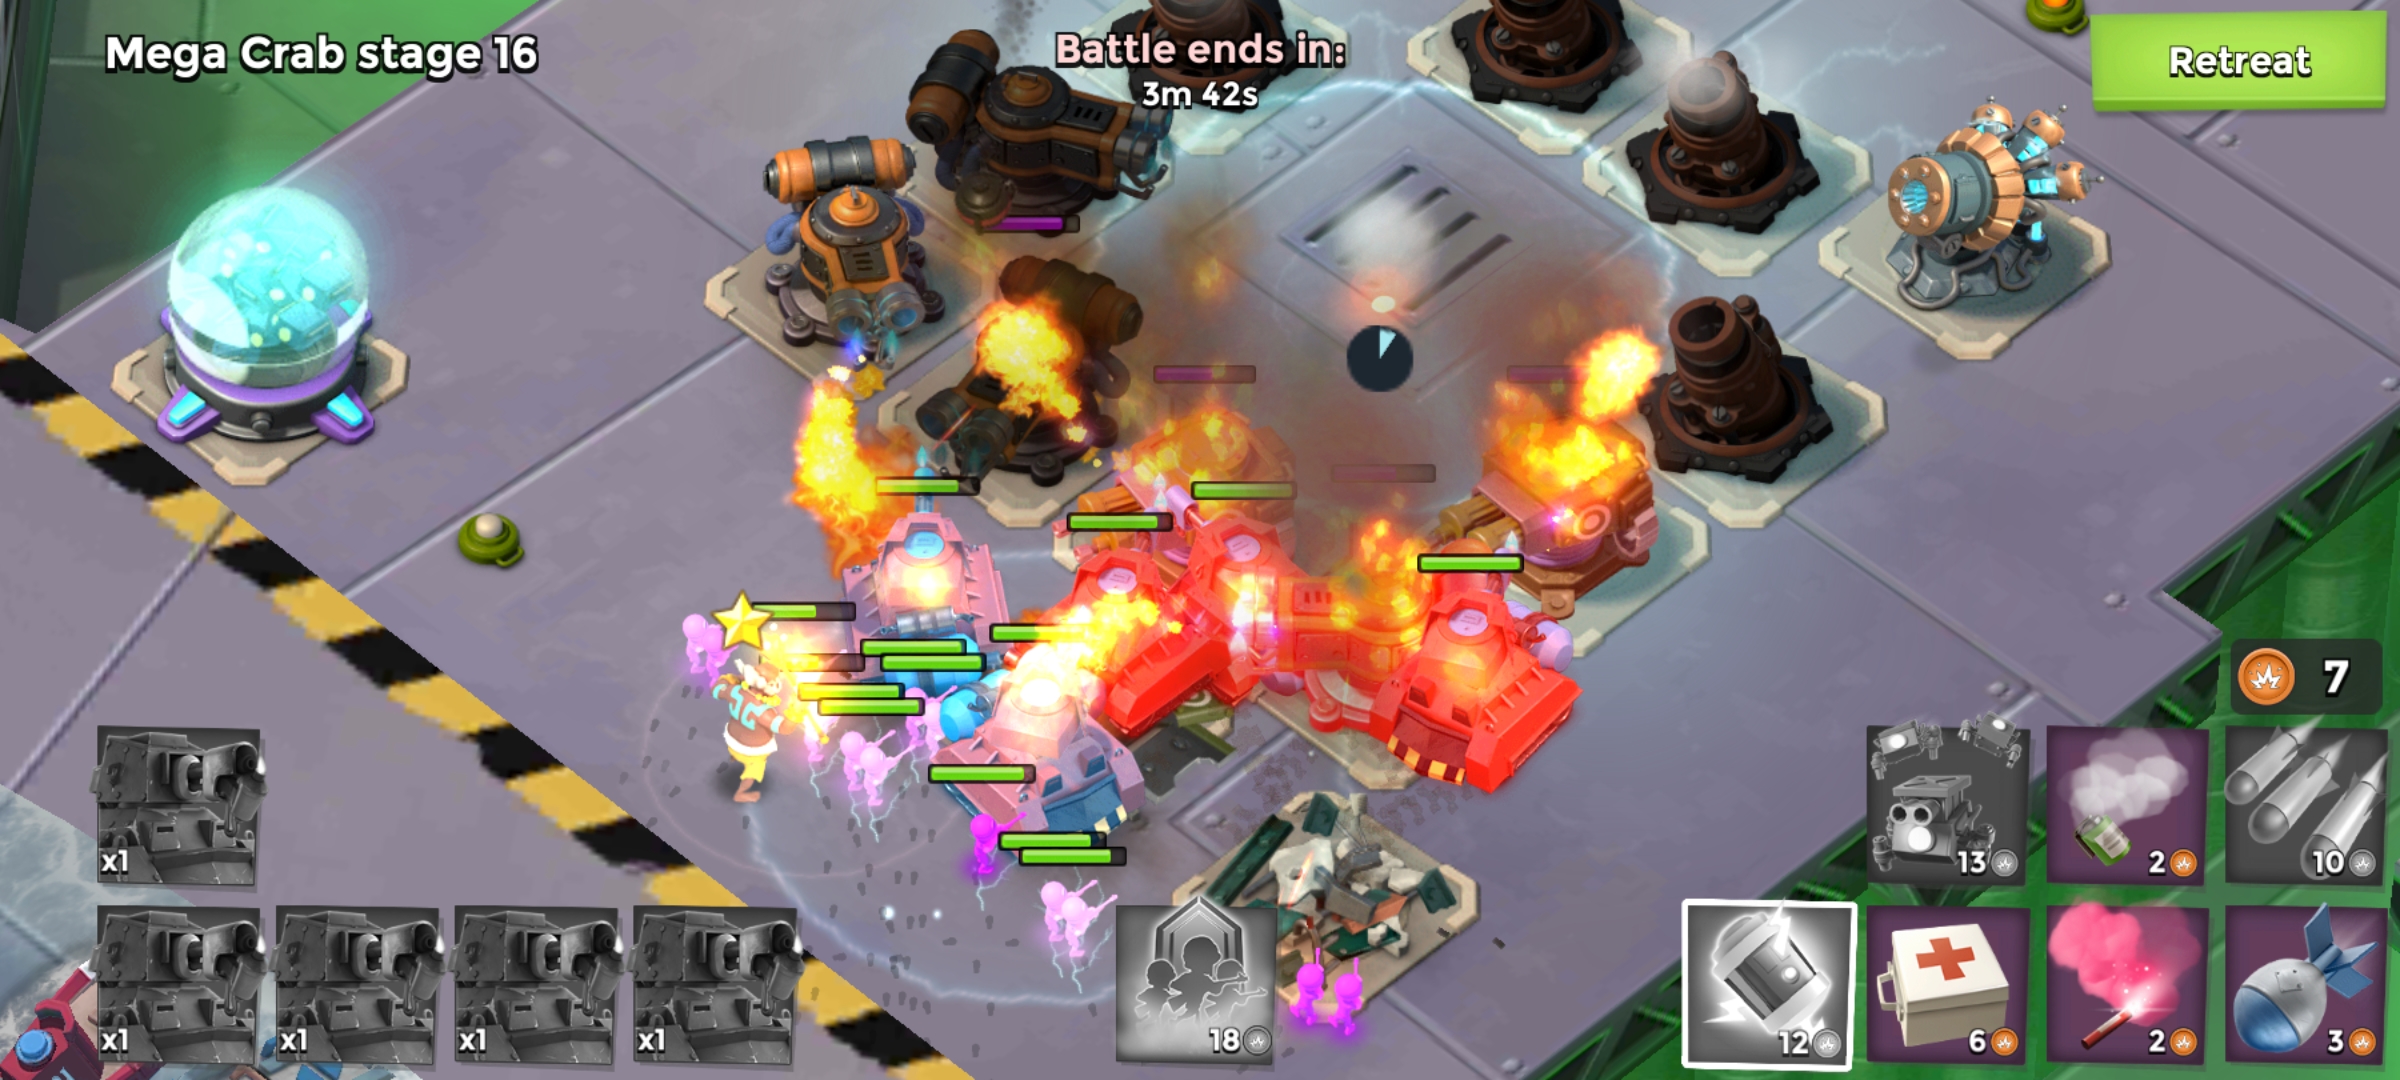 Mega Crab stage 16
Battle ends in:
3m 42s
Retreat
7
x1
13
2
10
x1
x1
x1
x1
18
12
6
2
3